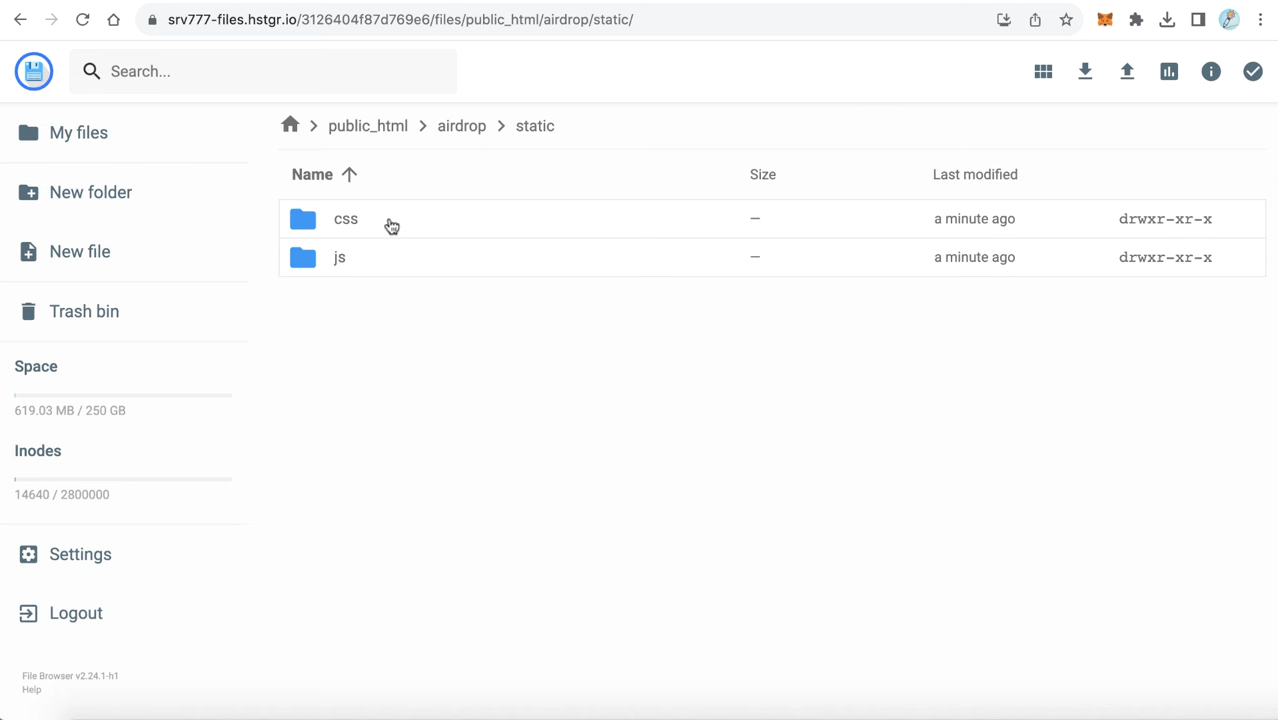 srv777-files.hstgr.io/3126404f87d769e6/files/public_html/airdrop/static/
Search...
My files
New folder
New file
Trash bin
Space
619.03 MB / 250 GB
Inodes
14640 / 2800000
Settings
Logout
File Browser v2.24.1-h1
Help
public_html
airdrop
static
Name Size Last modified
css — a minute ago drwxr-xr-x
js — a minute ago drwxr-xr-x